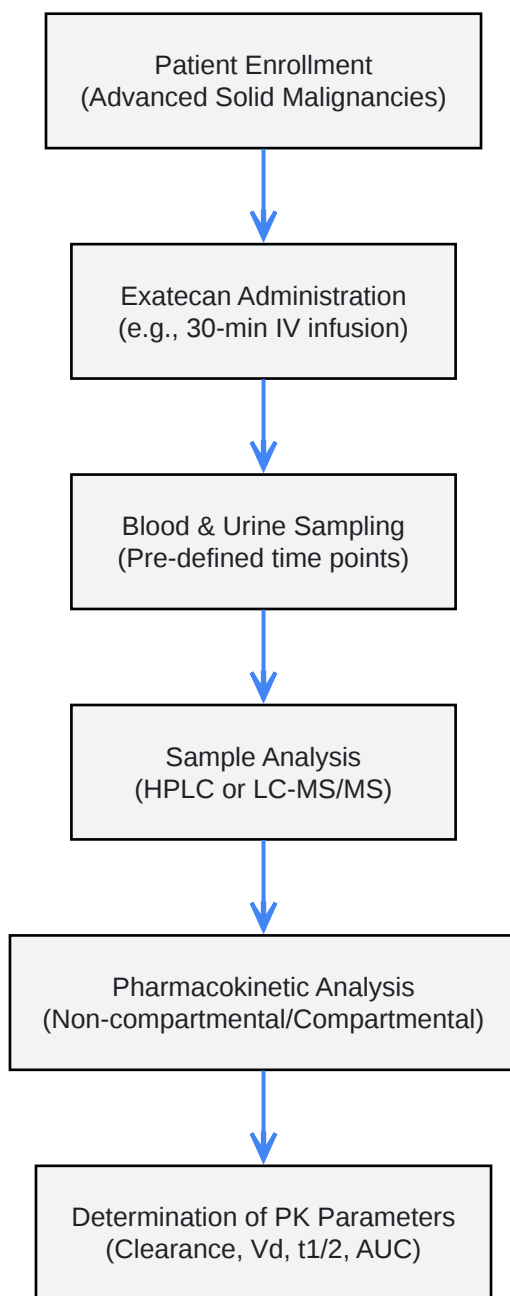 Patient Enrollment
(Advanced Solid Malignancies)
Exatecan Administration
(e.g., 30-min IV infusion)
Blood & Urine Sampling
(Pre-defined time points)
Sample Analysis
(HPLC or LC-MS/MS)
Pharmacokinetic Analysis
(Non-compartmental/Compartmental)
Determination of PK Parameters
(Clearance, Vd, t1/2, AUC)